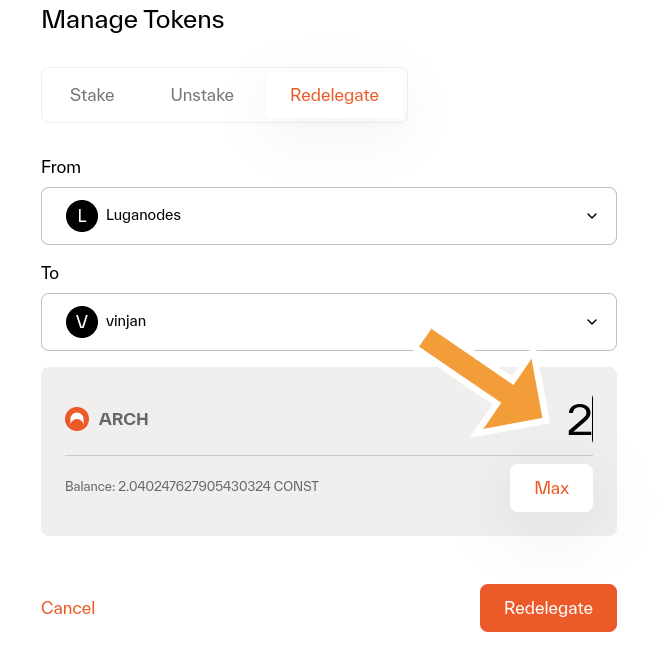 Manage Tokens
Stake Unstake Redelegate
From
L Luganodes
To
V vinjan
ARCH 2
Balance: 2.040247627905430324 CONST Max
Cancel Redelegate